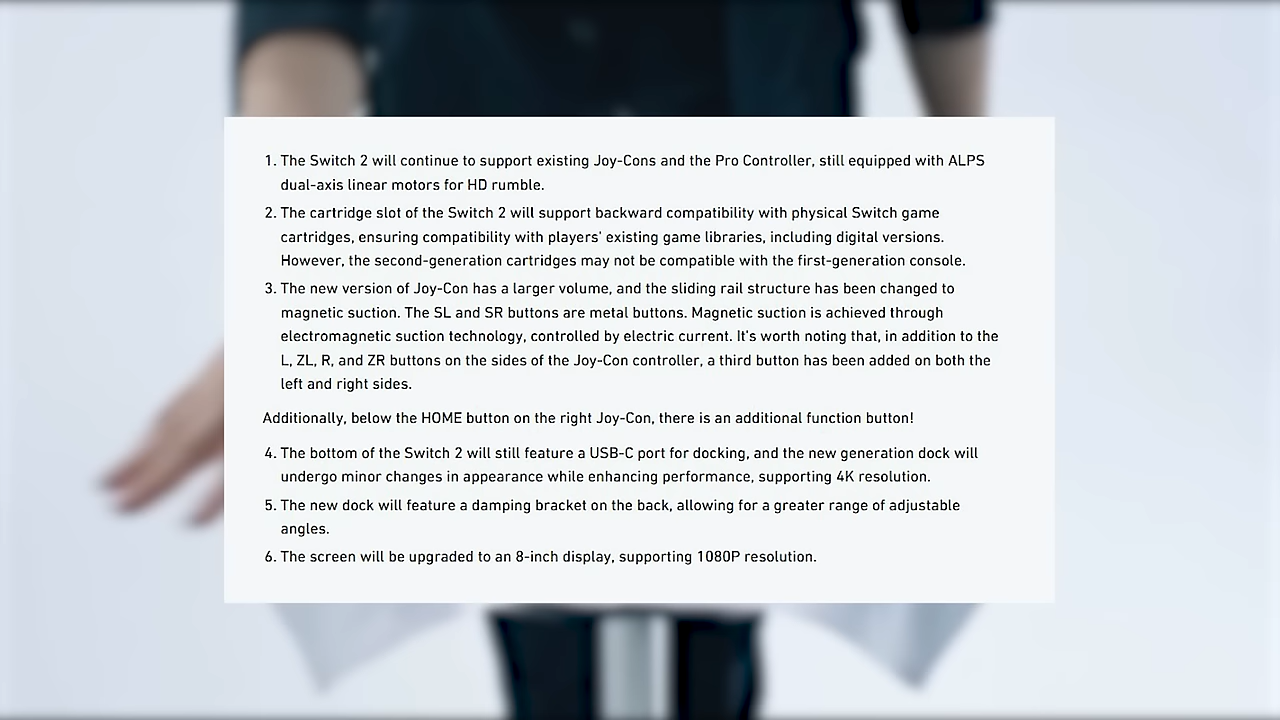 1. The Switch 2 will continue to support existing Joy-Cons and the Pro Controller, still equipped with ALPS
dual-axis linear motors for HD rumble.
2. The cartridge slot of the Switch 2 will support backward compatibility with physical Switch game
cartridges, ensuring compatibility with players' existing game libraries, including digital versions.
However, the second-generation cartridges may not be compatible with the first-generation console.
3. The new version of Joy-Con has a larger volume, and the sliding rail structure has been changed to
magnetic suction. The SL and SR buttons are metal buttons. Magnetic suction is achieved through
electromagnetic suction technology, controlled by electric current. It's worth noting that, in addition to the
L, ZL, R, and ZR buttons on the sides of the Joy-Con controller, a third button has been added on both the
left and right sides.
Additionally, below the HOME button on the right Joy-Con, there is an additional function button!
4. The bottom of the Switch 2 will still feature a USB-C port for docking, and the new generation dock will
undergo minor changes in appearance while enhancing performance, supporting 4K resolution.
5. The new dock will feature a damping bracket on the back, allowing for a greater range of adjustable
angles.
6. The screen will be upgraded to an 8-inch display, supporting 1080P resolution.